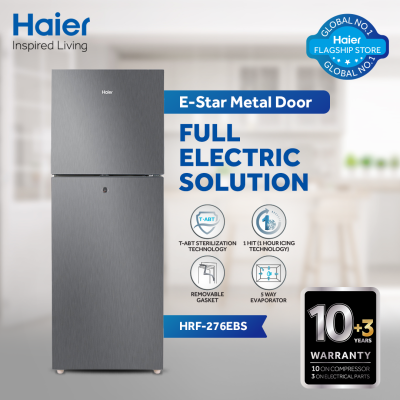 Haier
Inspired Living
GLOBAL NO.1
Haier
FLAGSHIP STORE
GLOBAL NO.1
Haier
E-Star Metal Door
FULL
ELECTRIC
SOLUTION
T-ABT
1
T-ABT STERILIZATION
TECHNOLOGY
1 HIT (1 HOUR ICING
TECHNOLOGY)
REMOVABLE
GASKET
5 WAY
EVAPORATOR
HRF-276EBS
10+3
YEARS
WARRANTY
10 ON COMPRESSOR
3 ON ELECTRICAL PARTS